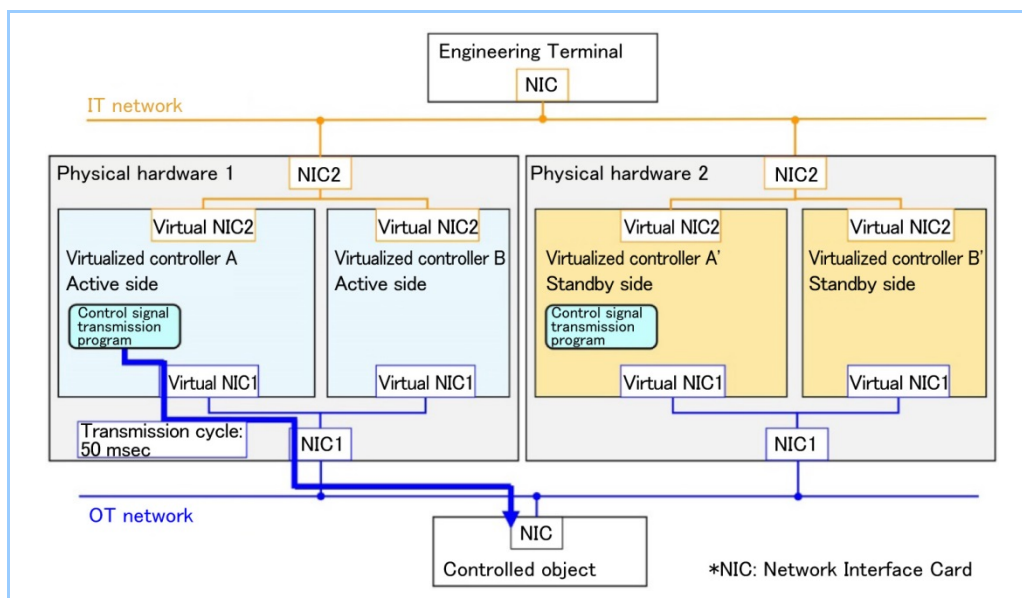 Engineering Terminal
NIC
IT network
Physical hardware 1
NIC2
Physical hardware 2
NIC2
Virtual NIC2
Virtual NIC2
Virtual NIC2
Virtual NIC2
Virtualized controller A
Active side
Virtualized controller B
Active side
Virtualized controller A'
Standby side
Virtualized controller B'
Standby side
Control signal
transmission
program
Control signal
transmission
program
Virtual NIC1
Virtual NIC1
Virtual NIC1
Virtual NIC1
Transmission cycle:
50 msec
NIC1
NIC1
OT network
NIC
Controlled object
*NIC: Network Interface Card